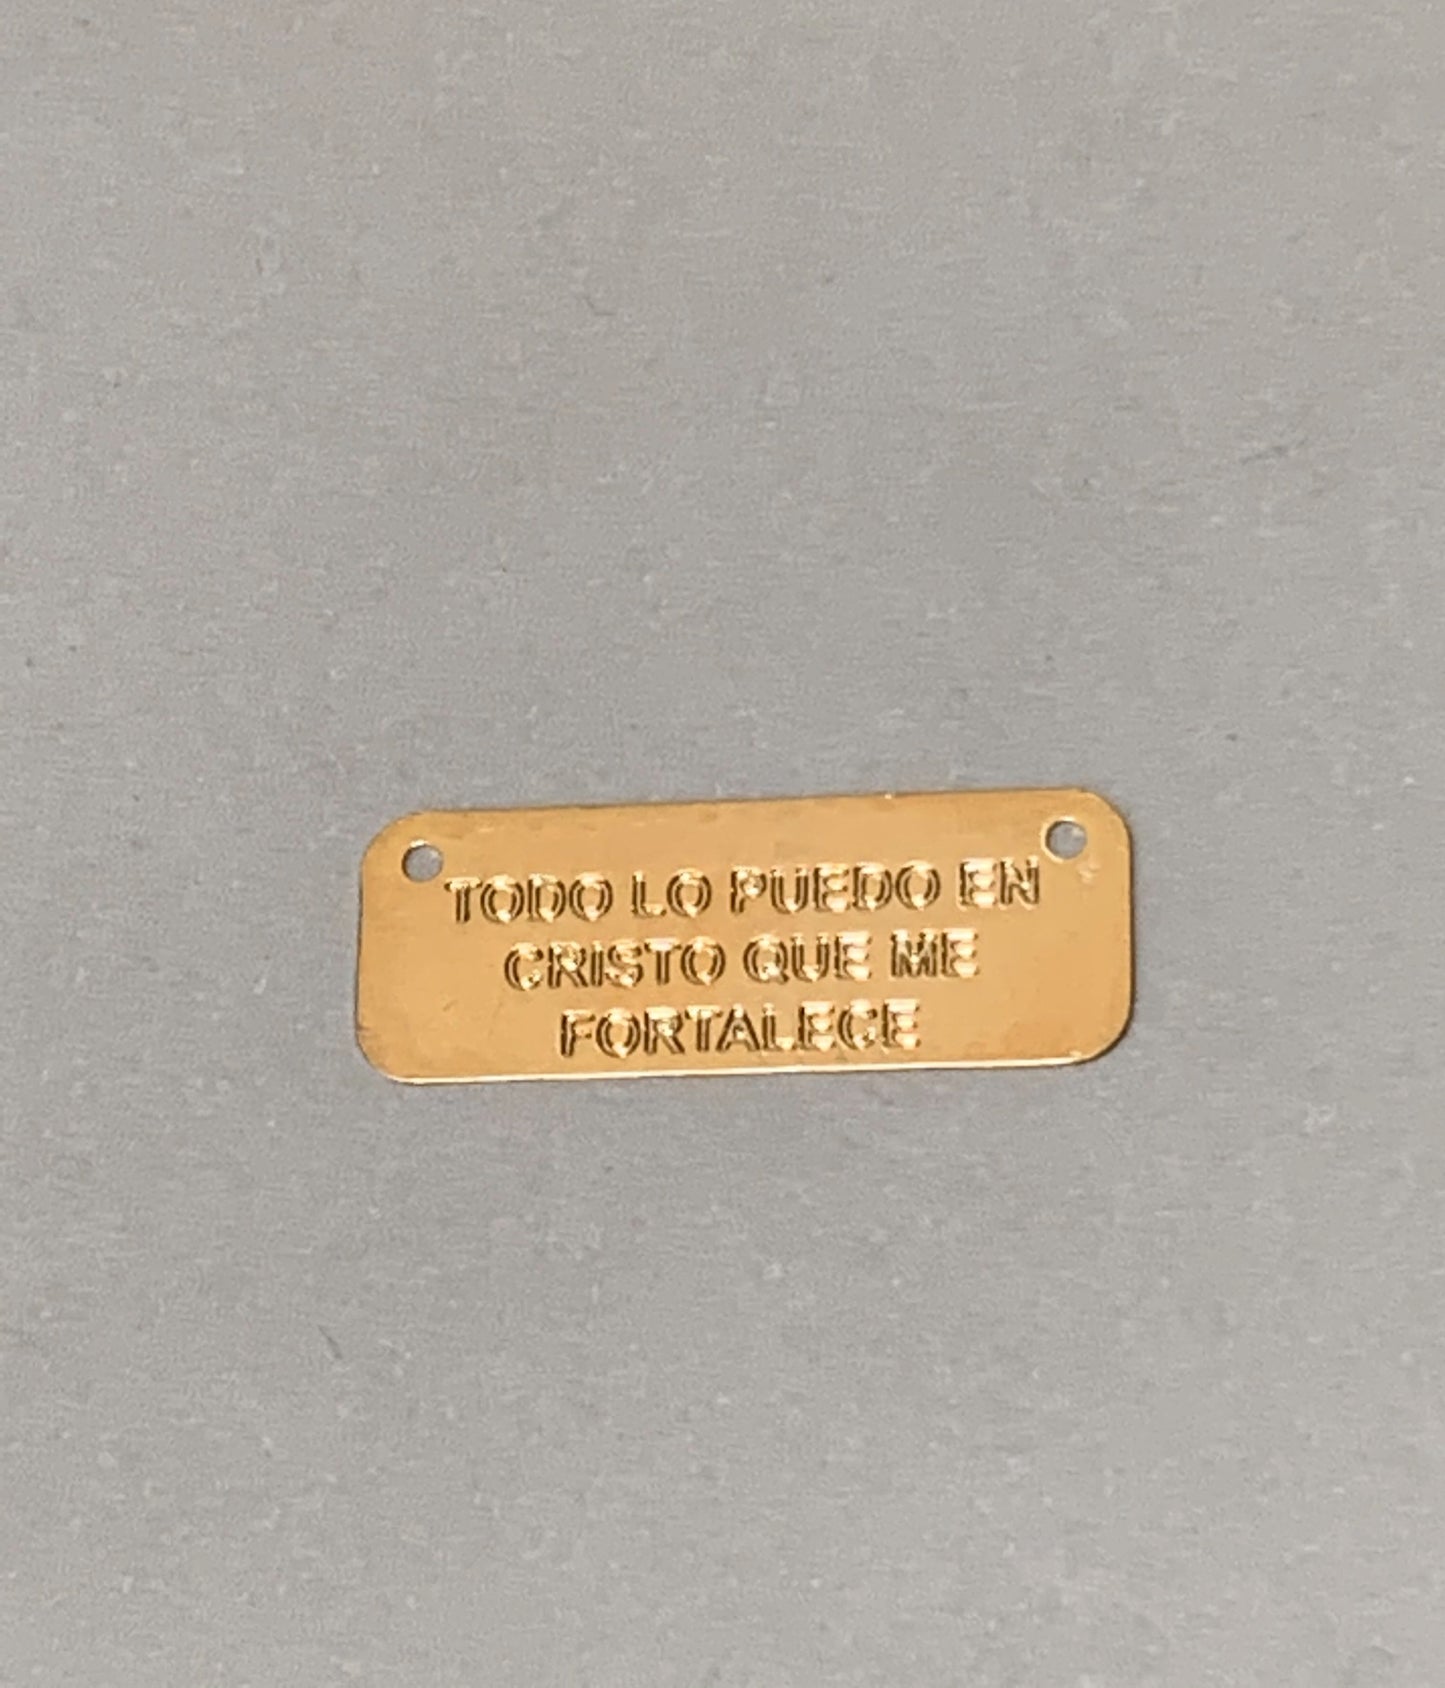 TODO LO PUEDO EN
CRISTO QUE ME
FORTALECE